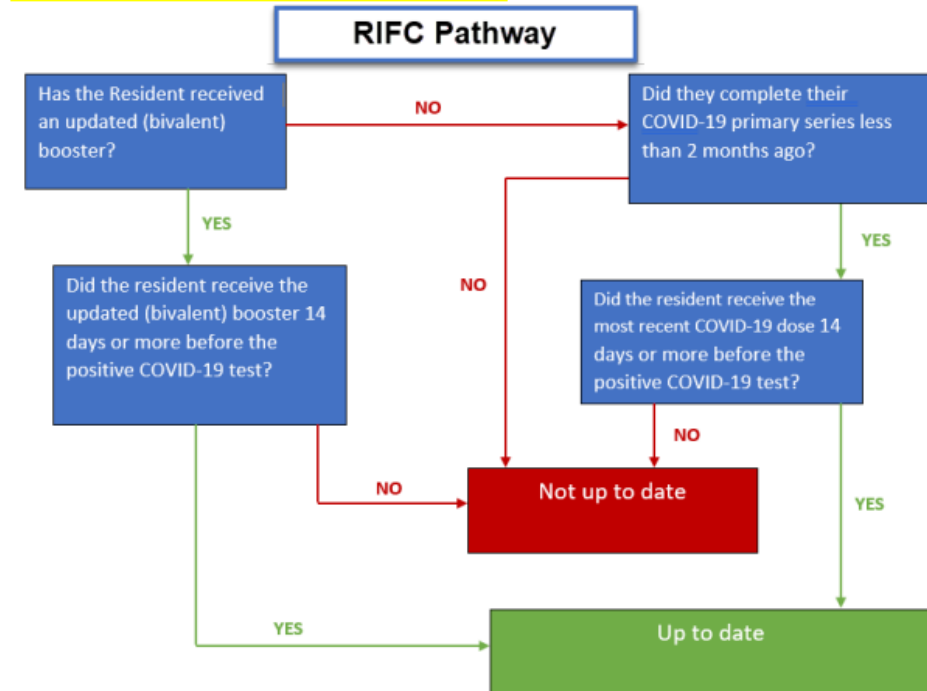 RIFC Pathway
Has the Resident received
an updated (bivalent)
booster?
NO
Did they complete their
COVID-19 primary series less
than 2 months ago?
YES
NO
YES
Did the resident receive the
updated (bivalent) booster 14
days or more before the
positive COVID-19 test?
Did the resident receive the
most recent COVID-19 dose 14
days or more before the
positive COVID-19 test?
NO
NO
Not up to date
YES
YES
Up to date